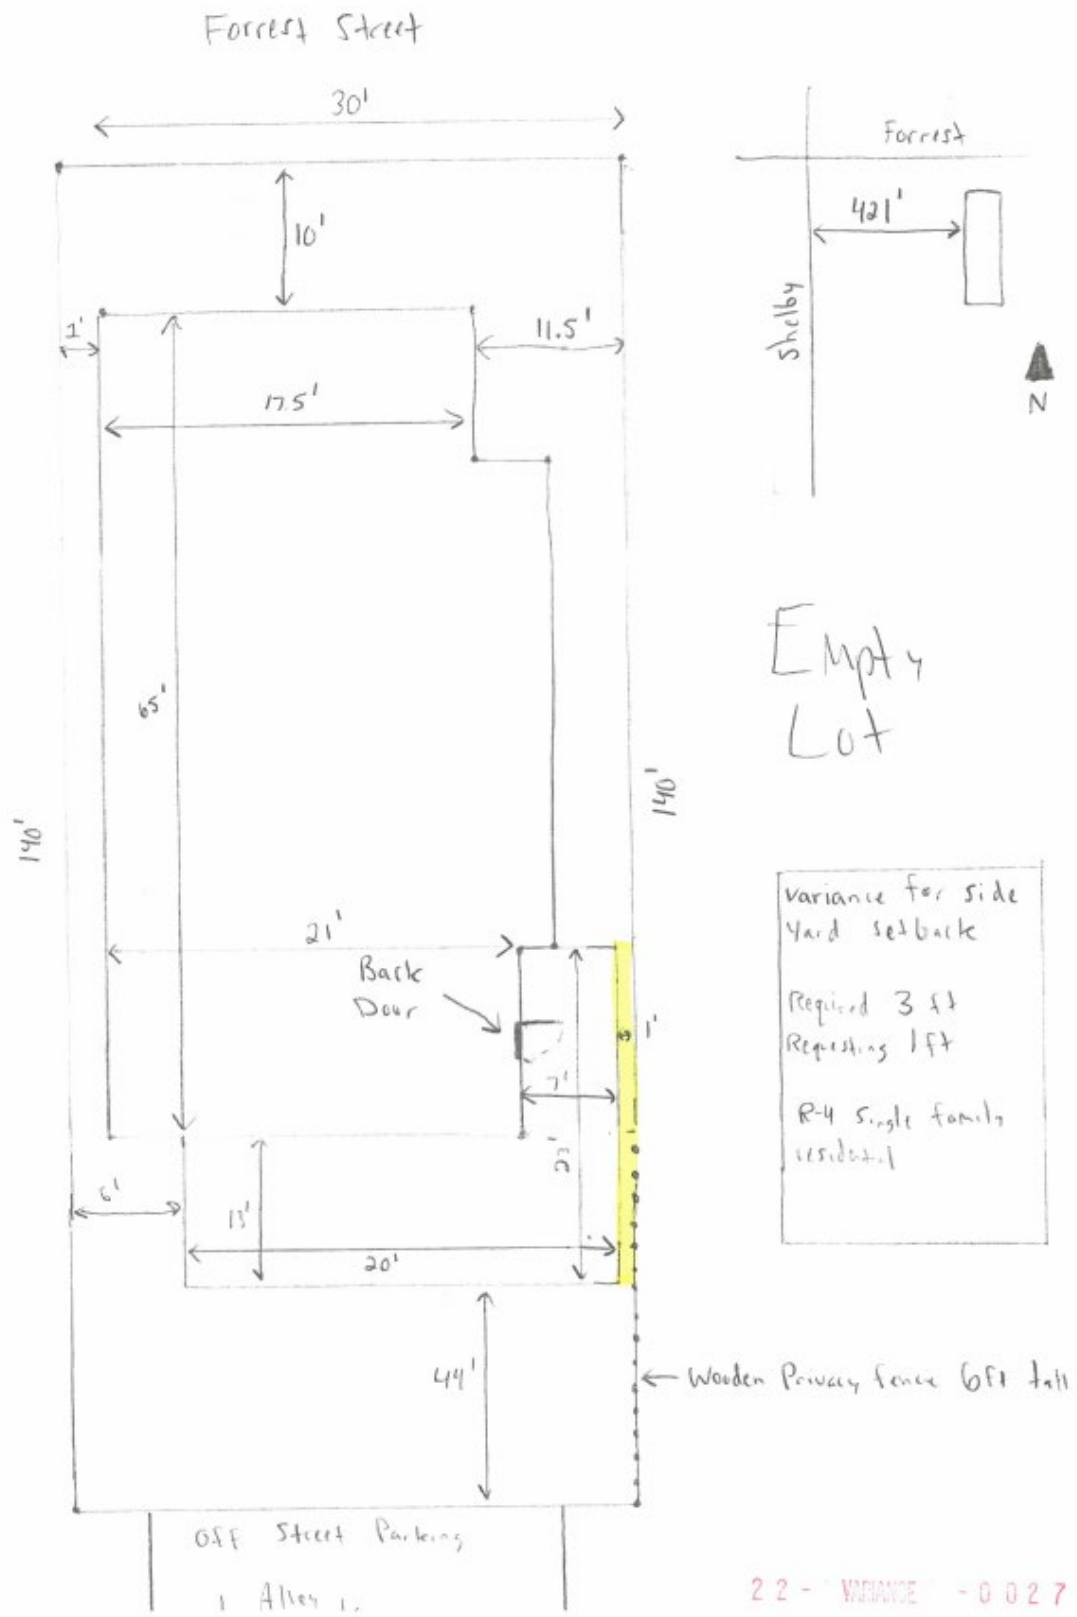 Forrest Street
30'
Forrest
10'
421'
1'
11.5'
Shelby
17.5'
N
Empty
Lot
65'
140'
140'
Variance for side
Yard setback
Required 3 ft
Requesting 1ft
R-4 Single family
residential
21'
Back
Door
1'
7'
23'
6'
13'
20'
44'
Wooden Privacy fence 6ft tall
Off Street Parking
Alley
22- VARIANCE -0027